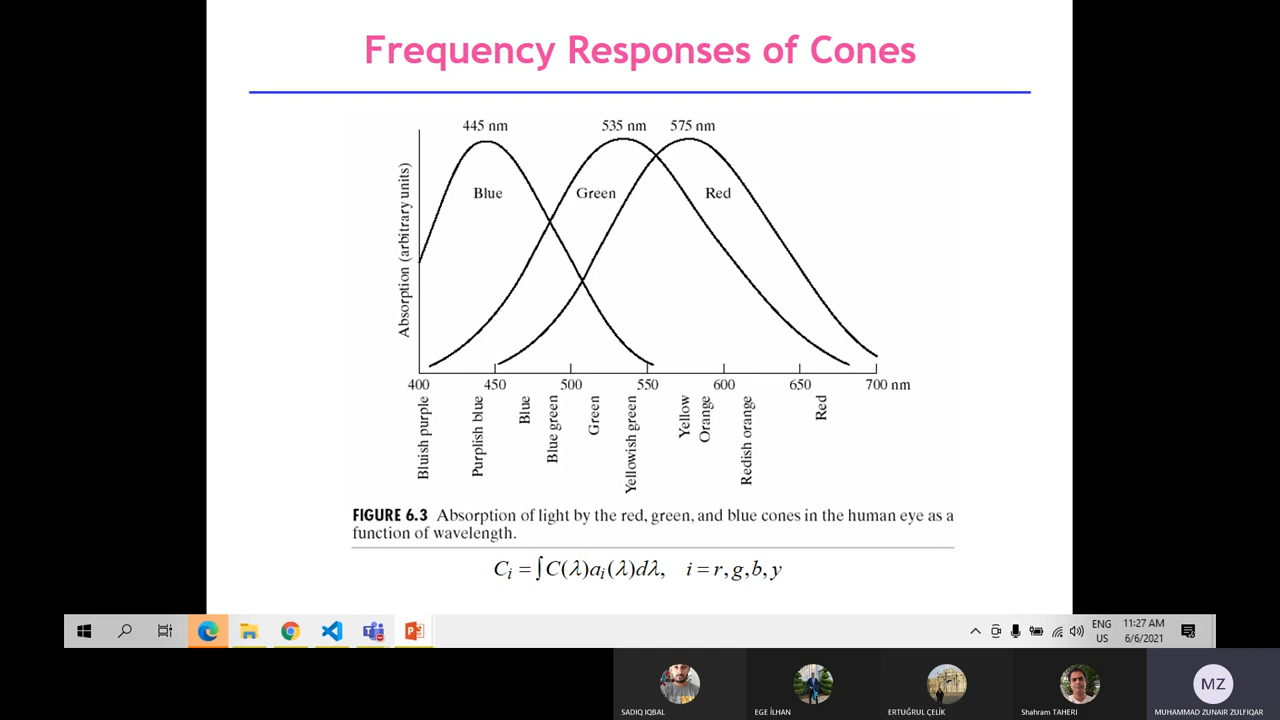 Frequency Responses of Cones
445 nm 535 nm 575 nm
Absorption (arbitrary units)
Blue Green Red
400 450 500 550 600 650 700 nm
Bluish purple
Purplish blue
Blue
Blue green
Green
Yellowish green
Yellow
Orange
Redish orange
Red
FIGURE 6.3 Absorption of light by the red, green, and blue cones in the human eye as a
function of wavelength.
Cᵢ = ∫C(λ)aᵢ(λ)dλ, i = r, g, b, y
ENG
US
11:27 AM
6/6/2021
SADIQ IQBAL
EGE İLHAN
ERTUĞRUL ÇELİK
Shahram TAHERI
MZ
MUHAMMAD ZUNAIR ZULFIQAR